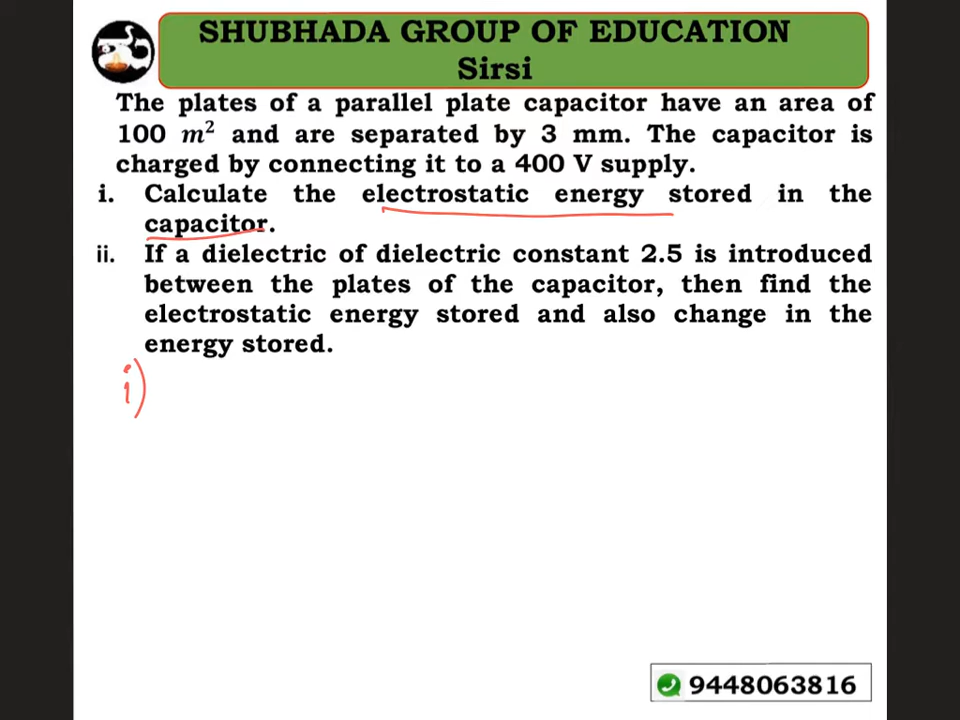 SHUBHADA GROUP OF EDUCATION
Sirsi
The plates of a parallel plate capacitor have an area of
100 m² and are separated by 3 mm. The capacitor is
charged by connecting it to a 400 V supply.
i. Calculate the electrostatic energy stored in the
capacitor.
ii. If a dielectric of dielectric constant 2.5 is introduced
between the plates of the capacitor, then find the
electrostatic energy stored and also change in the
energy stored.
i)
9448063816